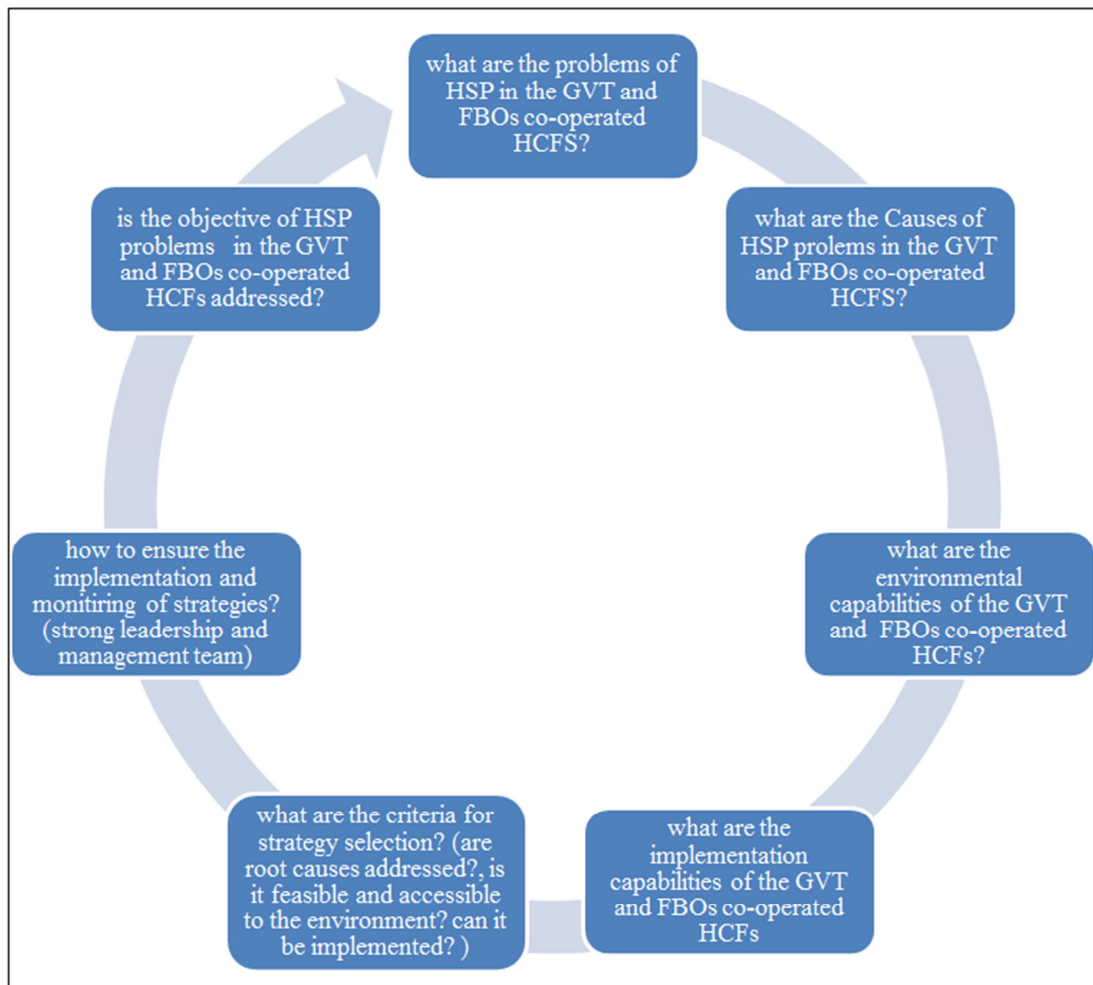 what are the problems of
HSP in the GVT and
FBOs co-operated
HCFS?
what are the Causes of
HSP prolems in the GVT
and FBOs co-operated
HCFS?
what are the
environmental
capabilities of the GVT
and FBOs co-operated
HCFs?
what are the
implementation
capabilities of the GVT
and FBOs co-operated
HCFs
what are the criteria for
strategy selection? (are
root causes addressed?, is
it feasible and accessible
to the environment? can it
be implemented? )
how to ensure the
implementation and
monitiring of strategies?
(strong leadership and
management team)
is the objective of HSP
problems in the GVT
and FBOs co-operated
HCFs addressed?